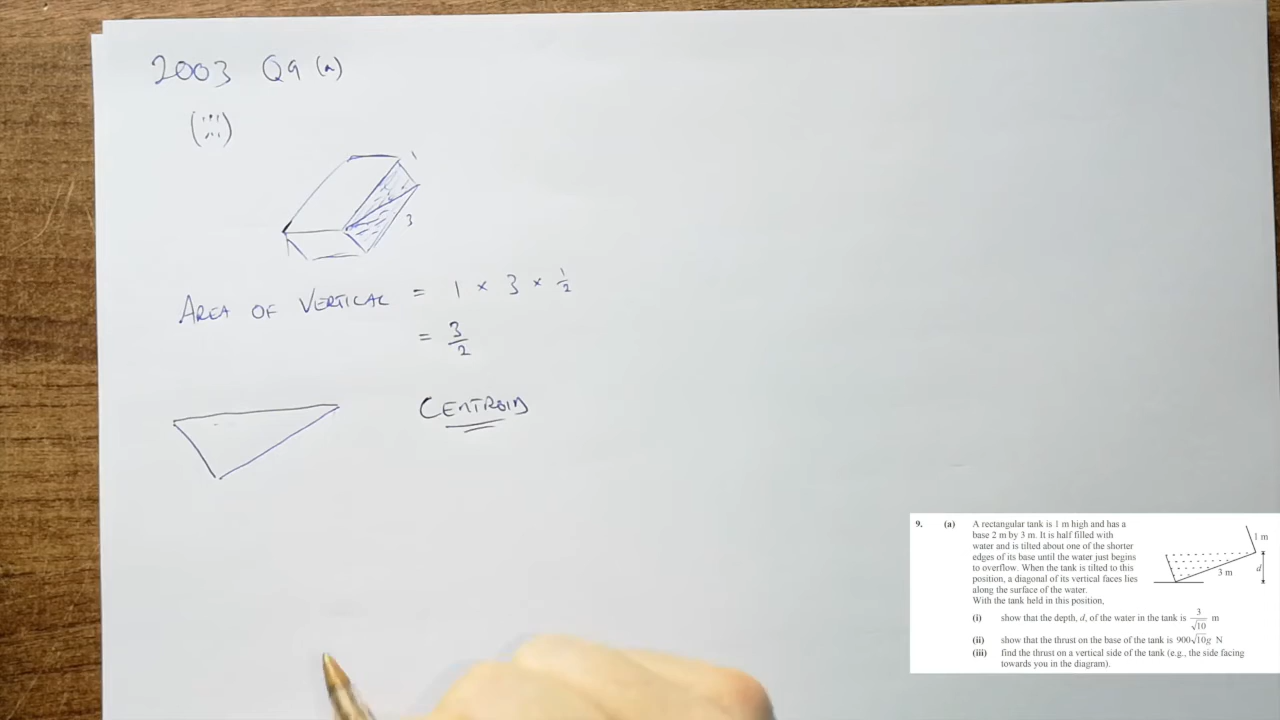 2003 Q9 (a)
(iii)
1
3
AREA OF VERTICAL = 1 × 3 × 1/2
= 3/2
CENTROID
9. (a) A rectangular tank is 1 m high and has a
base 2 m by 3 m. It is half filled with
water and is tilted about one of the shorter
edges of its base until the water just begins
to overflow. When the tank is tilted to this
position, a diagonal of its vertical faces lies
along the surface of the water.
With the tank held in this position,
1 m
d
3 m
(i) show that the depth, d, of the water in the tank is 3/√10 m
(ii) show that the thrust on the base of the tank is 900√10g N
(iii) find the thrust on a vertical side of the tank (e.g., the side facing
towards you in the diagram).